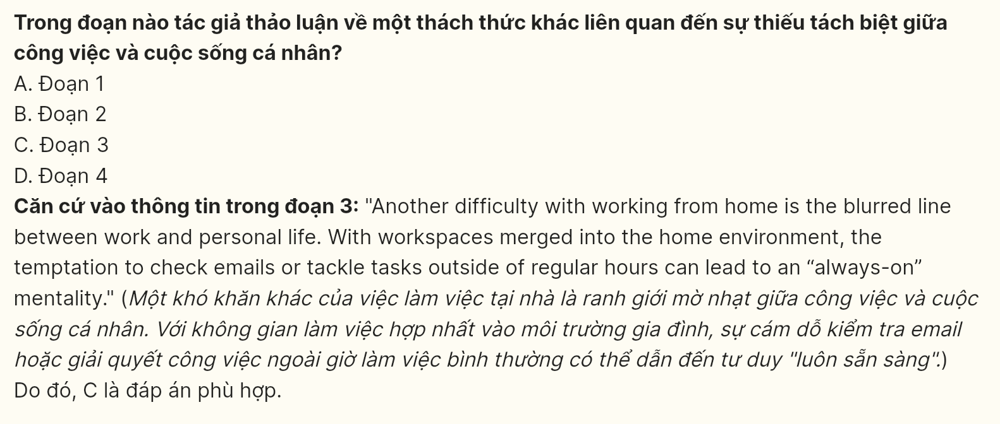 Trong đoạn nào tác giả thảo luận về một thách thức khác liên quan đến sự thiếu tách biệt giữa
công việc và cuộc sống cá nhân?
A. Đoạn 1
B. Đoạn 2
C. Đoạn 3
D. Đoạn 4
Căn cứ vào thông tin trong đoạn 3: "Another difficulty with working from home is the blurred line
between work and personal life. With workspaces merged into the home environment, the
temptation to check emails or tackle tasks outside of regular hours can lead to an “always-on”
mentality." (Một khó khăn khác của việc làm việc tại nhà là ranh giới mờ nhạt giữa công việc và cuộc
sống cá nhân. Với không gian làm việc hợp nhất vào môi trường gia đình, sự cám dỗ kiểm tra email
hoặc giải quyết công việc ngoài giờ làm việc bình thường có thể dẫn đến tư duy "luôn sẵn sàng".)
Do đó, C là đáp án phù hợp.